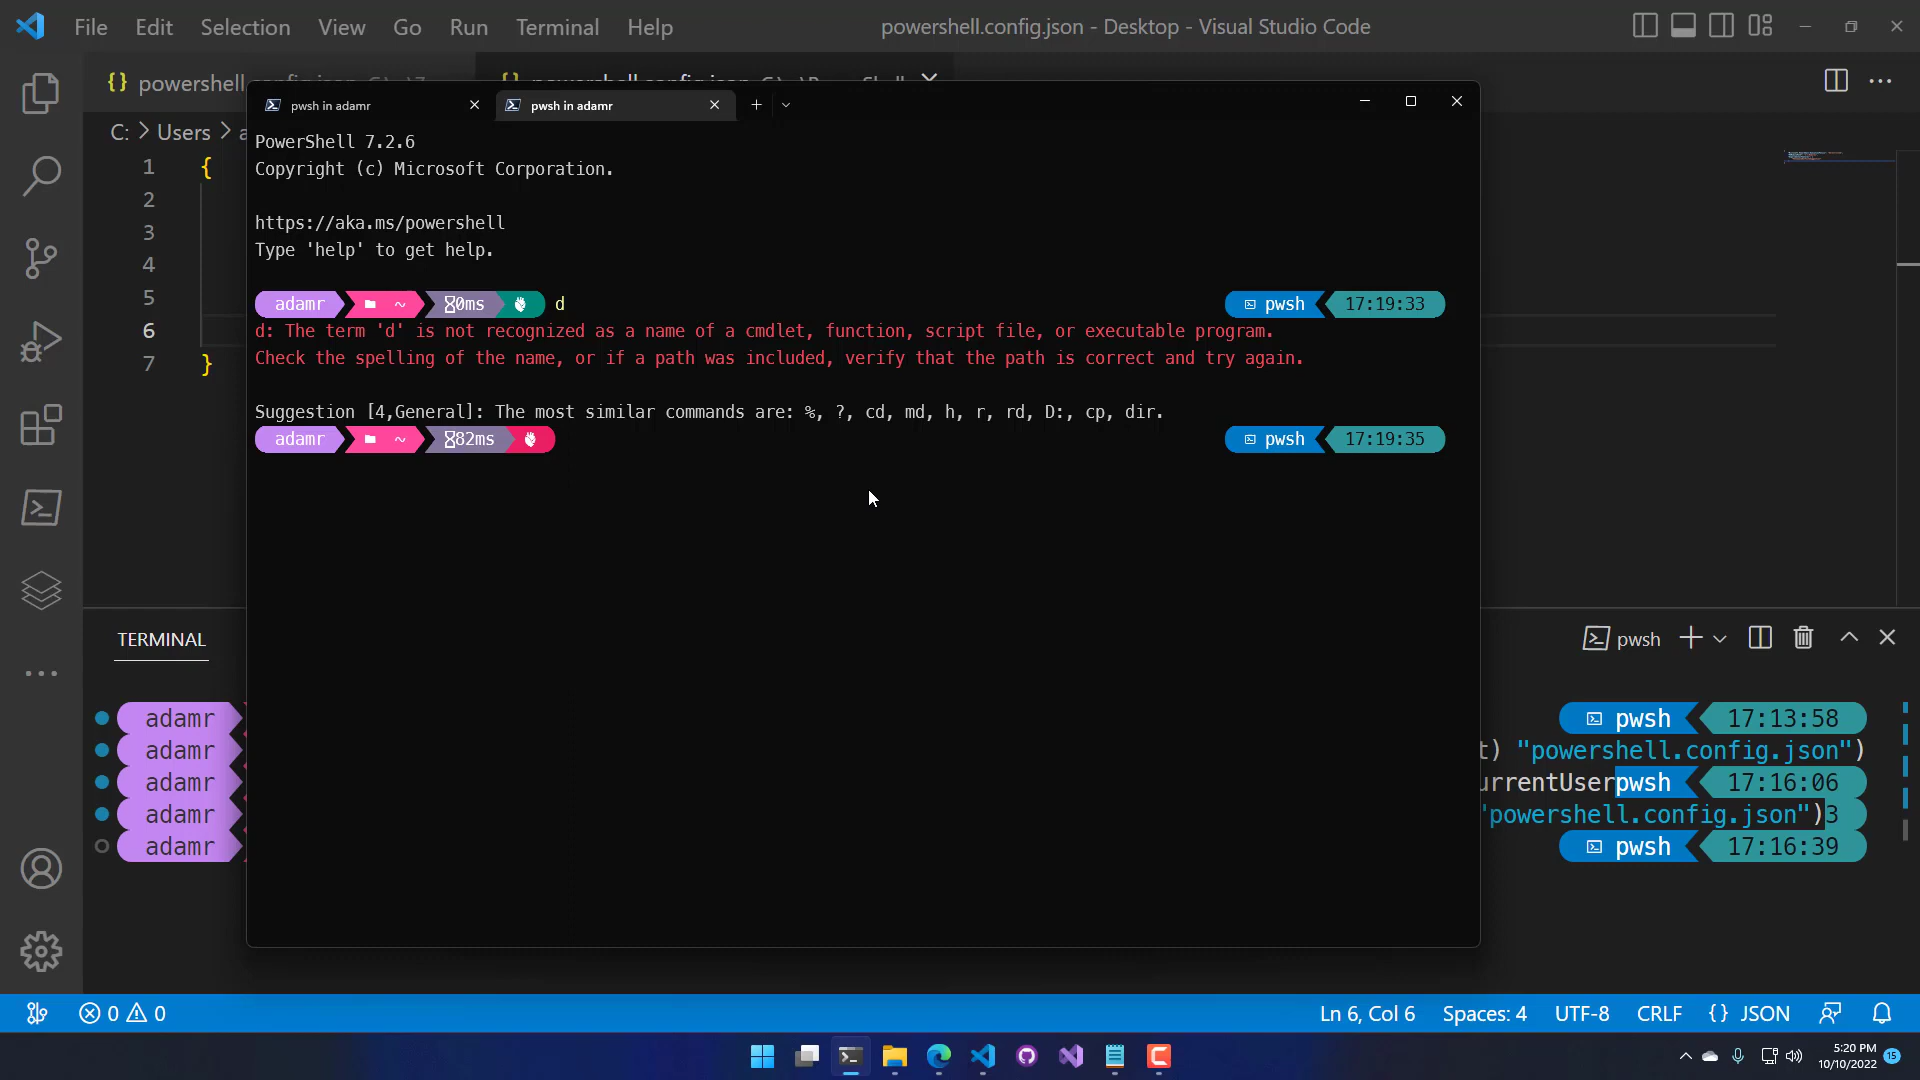 File Edit Selection View Go Run Terminal Help powershell.config.json - Desktop - Visual Studio Code
powershell
pwsh in adamr
pwsh in adamr
C: > Users >
1 {
2
3
4
5
6
7 }
PowerShell 7.2.6
Copyright (c) Microsoft Corporation.
https://aka.ms/powershell
Type 'help' to get help.
adamr ~ 0ms d pwsh 17:19:33
d: The term 'd' is not recognized as a name of a cmdlet, function, script file, or executable program.
Check the spelling of the name, or if a path was included, verify that the path is correct and try again.
Suggestion [4,General]: The most similar commands are: %, ?, cd, md, h, r, rd, D:, cp, dir.
adamr ~ 82ms pwsh 17:19:35
TERMINAL pwsh
adamr pwsh 17:13:58
adamr t) "powershell.config.json")
adamr urrentUserpwsh 17:16:06
adamr "powershell.config.json")3
adamr pwsh 17:16:39
0 0 Ln 6, Col 6 Spaces: 4 UTF-8 CRLF {} JSON
5:20 PM
10/10/2022 15